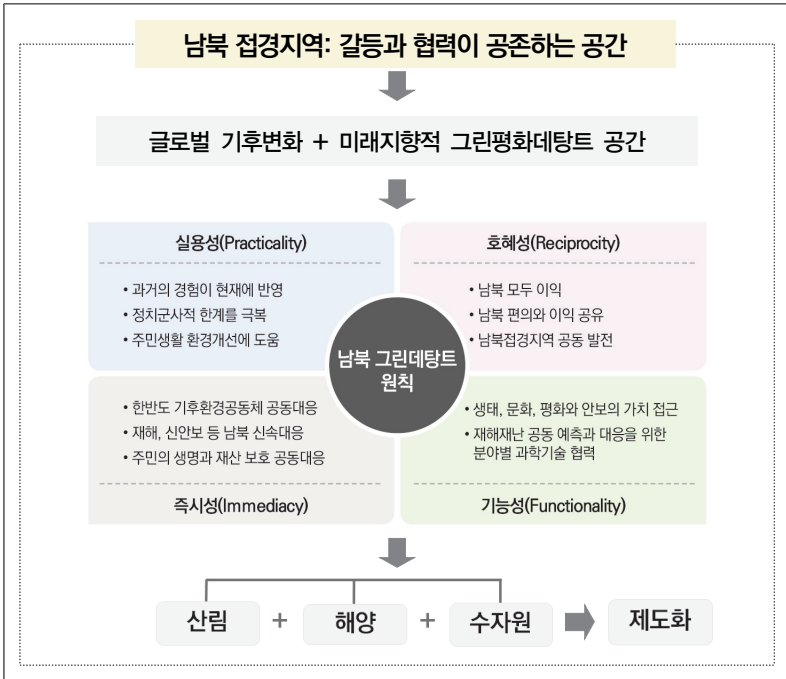 남북 접경지역: 갈등과 협력이 공존하는 공간
글로벌 기후변화 + 미래지향적 그린평화데탕트 공간
실용성(Practicality)
• 과거의 경험이 현재에 반영
• 정치군사적 한계를 극복
• 주민생활 환경개선에 도움
호혜성(Reciprocity)
• 남북 모두 이익
• 남북 편의와 이익 공유
• 남북접경지역 공동 발전
남북 그린데탕트
원칙
• 한반도 기후환경공동체 공동대응
• 재해, 신안보 등 남북 신속대응
• 주민의 생명과 재산 보호 공동대응
즉시성(Immediacy)
• 생태, 문화, 평화와 안보의 가치 접근
• 재해재난 공동 예측과 대응을 위한
분야별 과학기술 협력
기능성(Functionality)
산림 + 해양 + 수자원 제도화